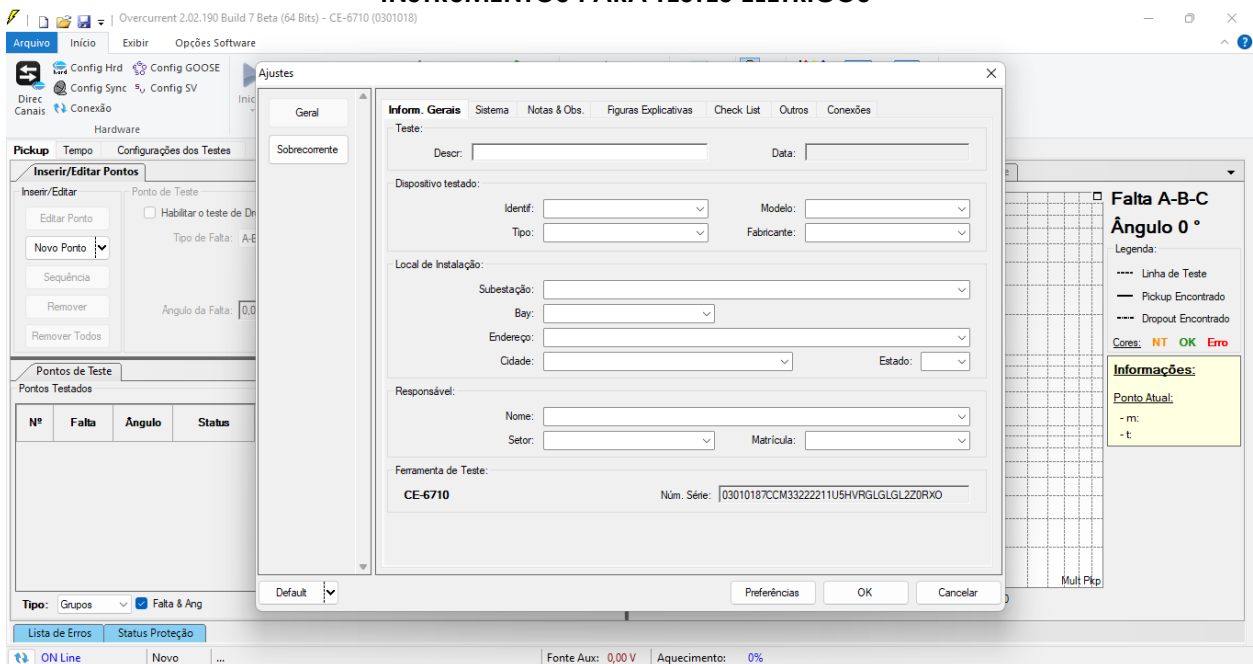 INSTRUMENTOS PARA TESTES ELÉTRICOS
Overcurrent 2.02.190 Build 7 Beta (64 Bits) - CE-6710 (0301018)
Arquivo Início Exibir Opções Software
Config Hrd Config GOOSE
Config Sync Config SV
Direc Canais Conexão
Hardware
Pickup Tempo Configurações dos Testes
Inserir/Editar Pontos
Inserir/Editar Ponto de Teste
Editar Ponto
Novo Ponto
Sequência
Remover
Remover Todos
Habilitar o teste de
Tipo de Falta:
Ângulo da Falta:
Pontos de Teste
Pontos Testados
Nº Falta Ângulo Status
Tipo: Grupos Falta & Ang
Lista de Erros Status Proteção
ON Line Novo ... Fonte Aux: 0,00 V Aquecimento: 0%
Ajustes
Geral
Sobrecorrente
Inform. Gerais Sistema Notas & Obs. Figuras Explicativas Check List Outros Conexões
Teste:
Descr: Data:
Dispositivo testado:
Identif: Modelo:
Tipo: Fabricante:
Local de Instalação:
Subestação:
Bay:
Endereço:
Cidade: Estado:
Responsável:
Nome:
Setor: Matrícula:
Ferramenta de Teste:
CE-6710 Núm. Série: 03010187CCM33222211U5HVRGLGLGL2Z0RXO
Default Preferências OK Cancelar
Falta A-B-C
Ângulo 0 °
Legenda:
Linha de Teste
Pickup Encontrado
Dropout Encontrado
Cores: NT OK Erro
Informações:
Ponto Atual:
- m:
- t:
Mult Pkp